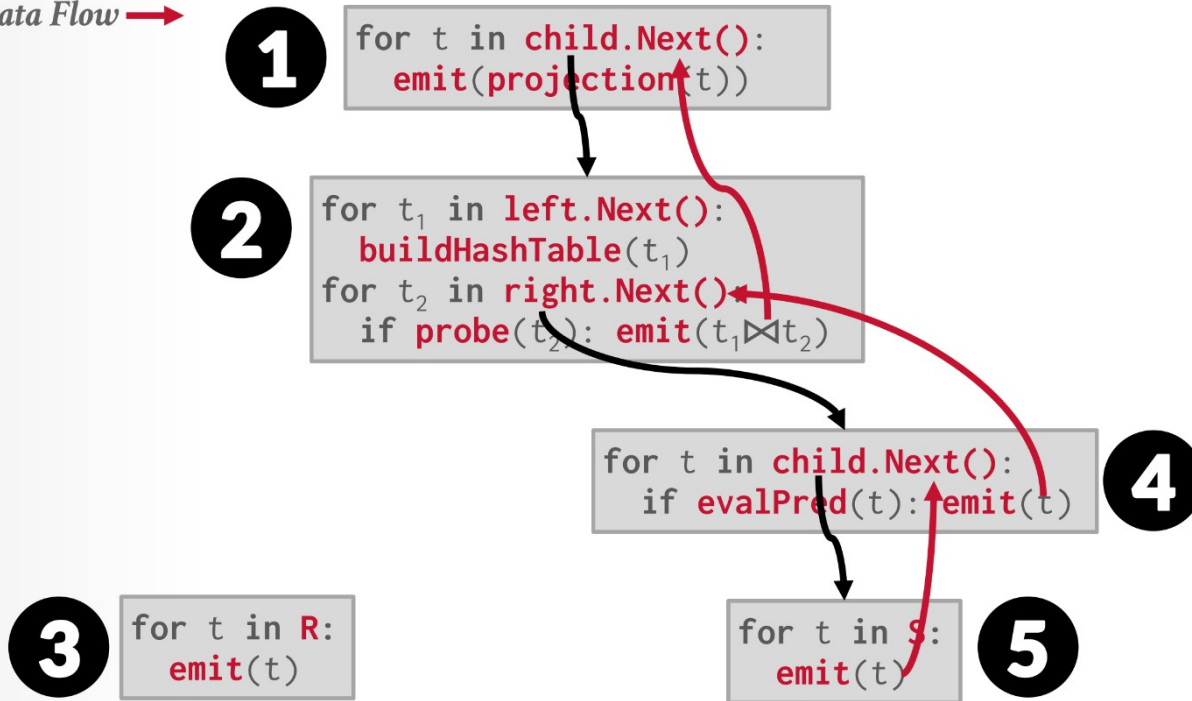 ata Flow
1
for t in child.Next():
emit(projection(t))
2
for t₁ in left.Next():
buildHashTable(t₁)
for t₂ in right.Next():
if probe(t₂): emit(t₁⋈t₂)
for t in child.Next():
if evalPred(t): emit(t)
4
3
for t in R:
emit(t)
for t in S:
emit(t)
5